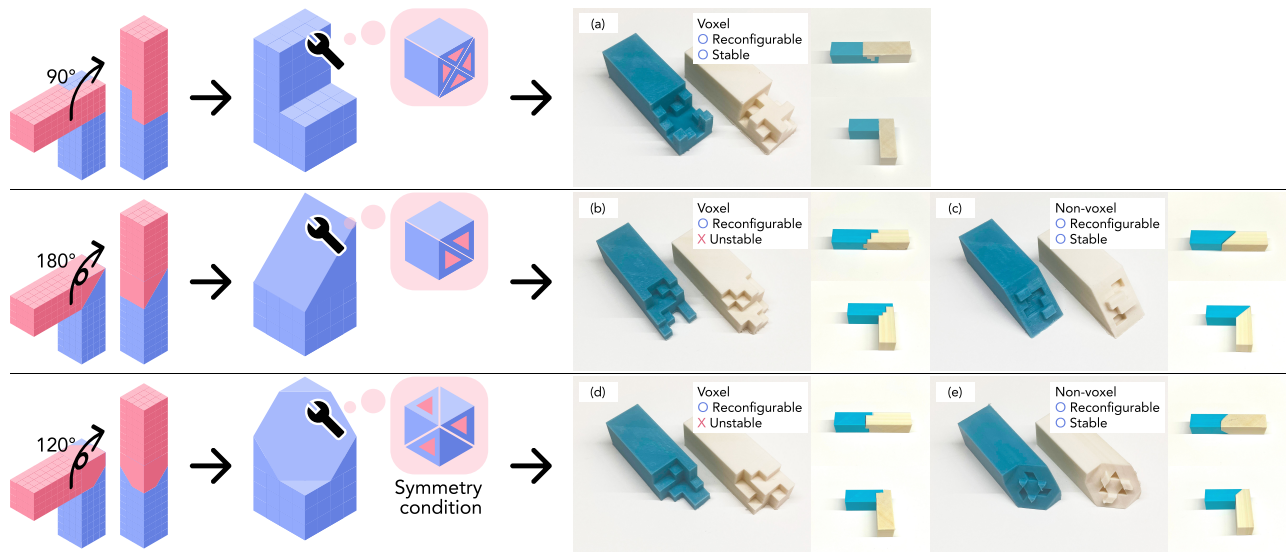 90°
(a)
Voxel
O Reconfigurable
O Stable
180°
(b)
Voxel
O Reconfigurable
X Unstable
(c)
Non-voxel
O Reconfigurable
O Stable
120°
Symmetry
condition
(d)
Voxel
O Reconfigurable
X Unstable
(e)
Non-voxel
O Reconfigurable
O Stable